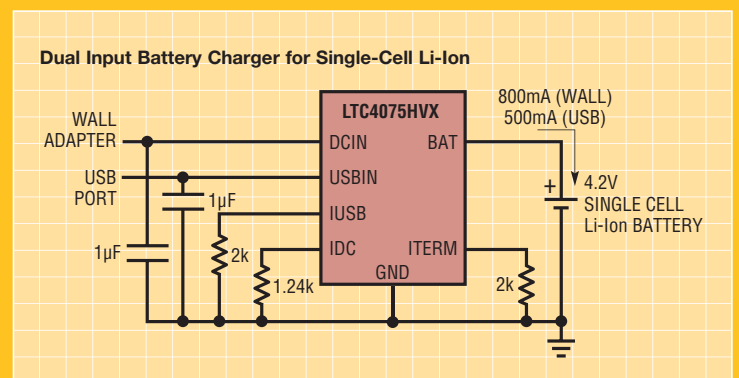 Dual Input Battery Charger for Single-Cell Li-Ion
LTC4075HVX
800mA (WALL)
500mA (USB)
WALL
ADAPTER
DCIN
BAT
USB
PORT
USBIN
+
4.2V
SINGLE CELL
Li-Ion BATTERY
1µF
IUSB
1µF
2k
IDC
ITERM
1.24k
GND
2k